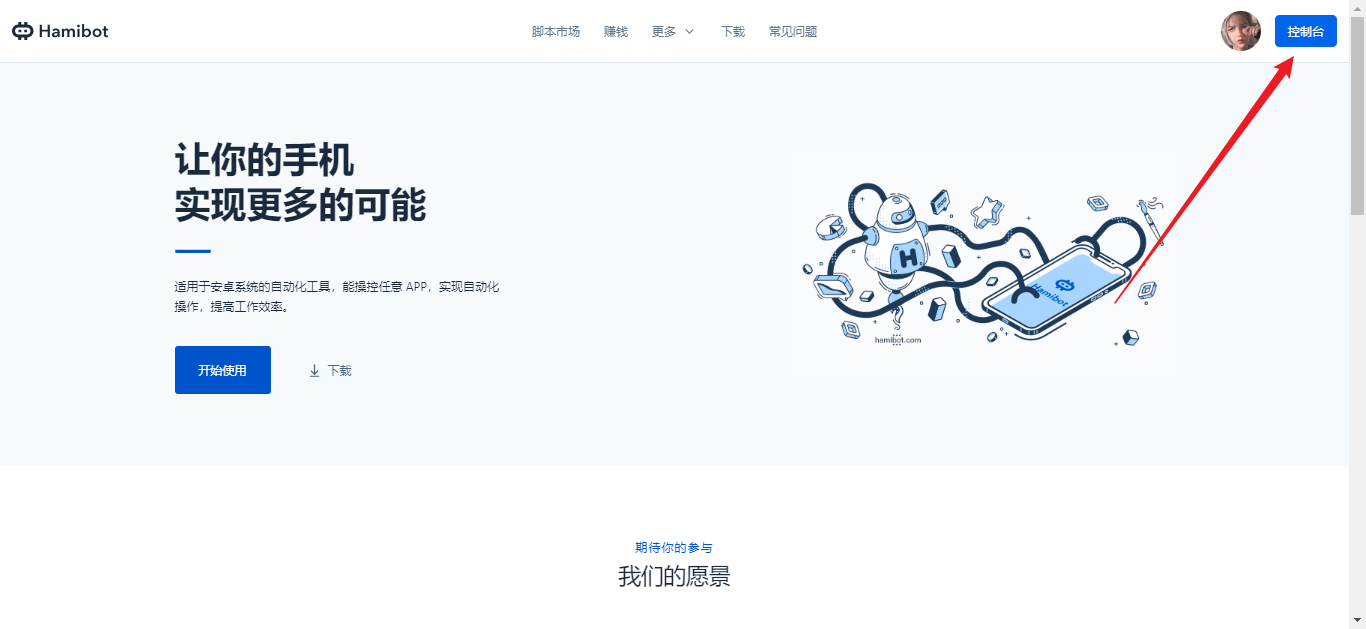 Hamibot
脚本市场
赚钱
更多
下载
常见问题
控制台
让你的手机
实现更多的可能
适用于安卓系统的自动化工具，能操控任意 APP，实现自动化
操作，提高工作效率。
开始使用
下载
H
Hamibot
hamibot.com
期待你的参与
我们的愿景